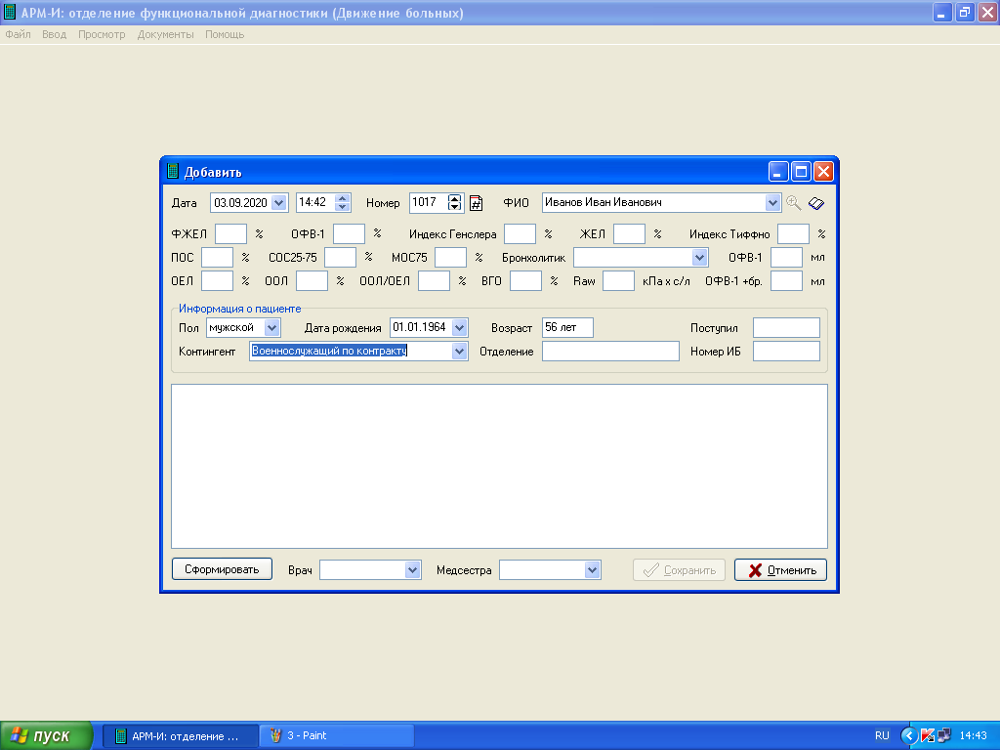 АРМ-И: отделение функциональной диагностики (Движение больных)
Файл Ввод Просмотр Документы Помощь
Добавить
Дата 03.09.2020 14:42 Номер 1017 # ФИО Иванов Иван Иванович
ФЖЕЛ % ОФВ-1 % Индекс Генслера % ЖЕЛ % Индекс Тиффно %
ПОС % СОС25-75 % МОС75 % Бронхолитик ОФВ-1 мл
ОЕЛ % ООЛ % ООЛ/ОЕЛ % ВГО % Raw кПа х с/л ОФВ-1 +бр. мл
Информация о пациенте
Пол мужской Дата рождения 01.01.1964 Возраст 56 лет Поступил
Контингент Военнослужащий по контракту Отделение Номер ИБ
Сформировать Врач Медсестра Сохранить Отменить
пуск АРМ-И: отделение ... 3 - Paint RU 14:43